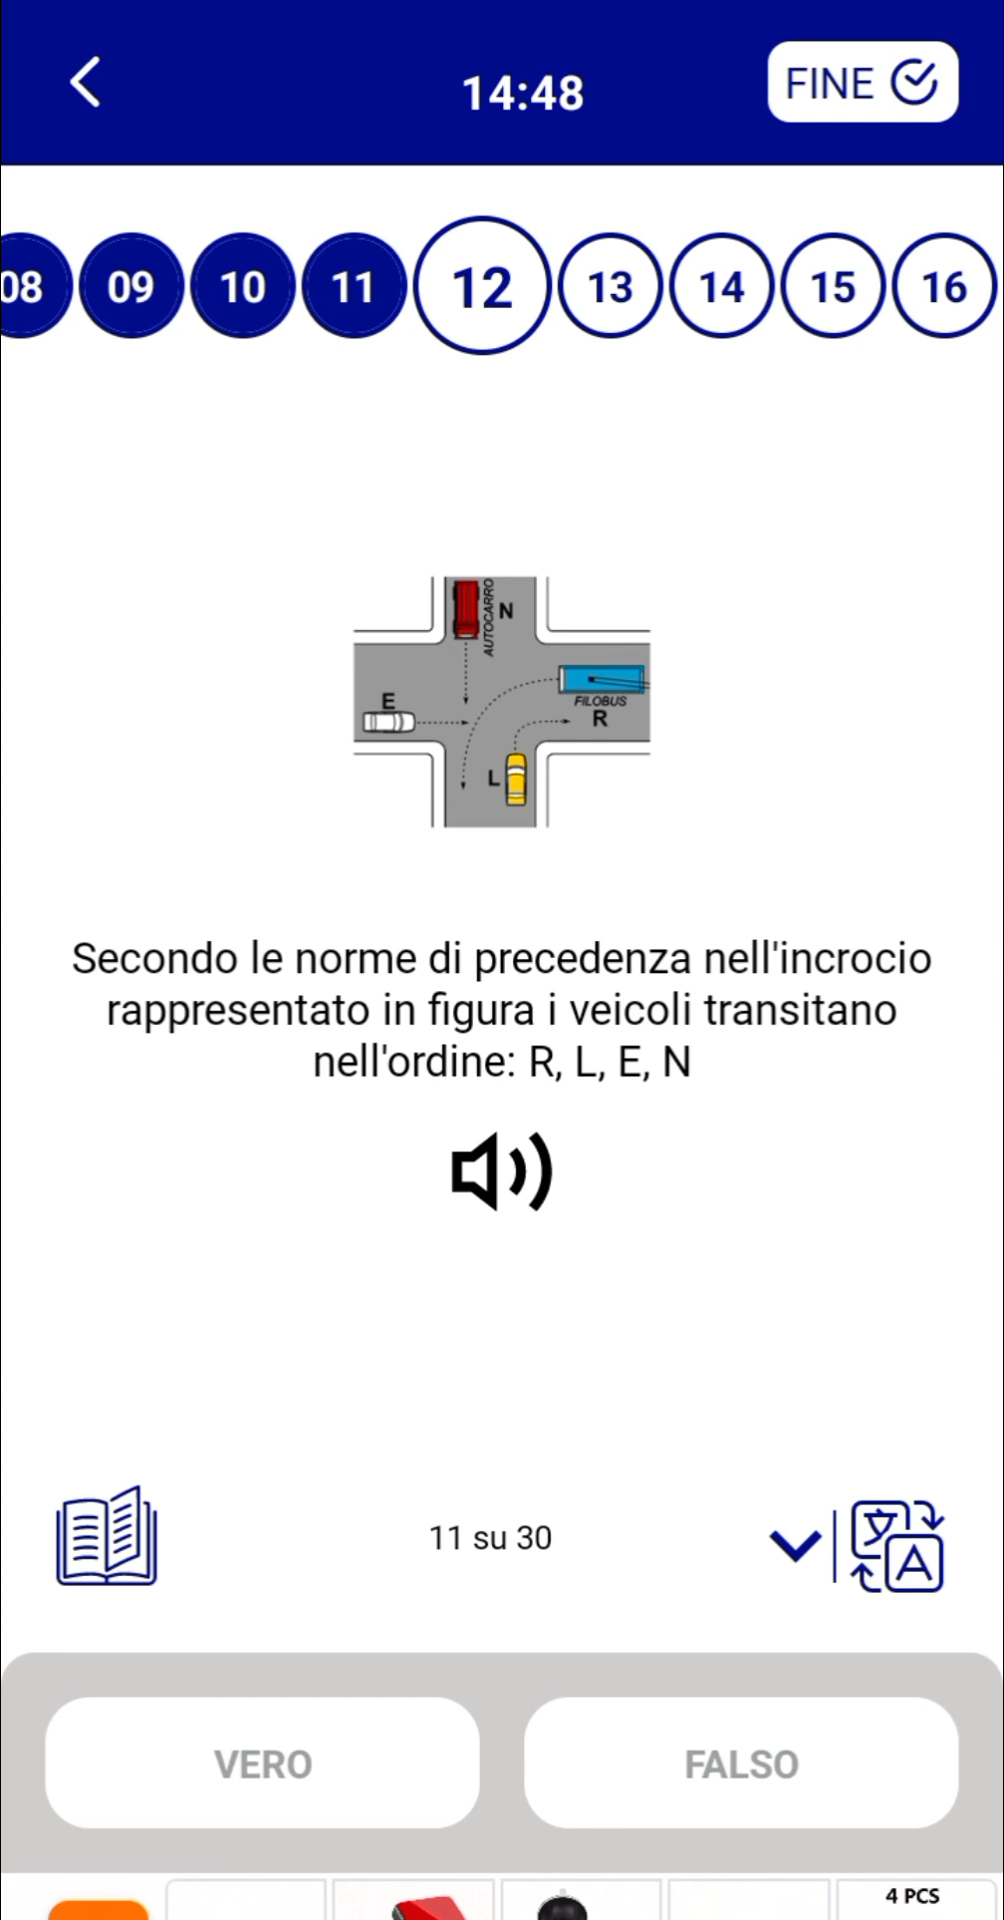 14:48
FINE
08
09
10
11
12
13
14
15
16
AUTOCARRO
N
E
FILOBUS
R
L
Secondo le norme di precedenza nell'incrocio
rappresentato in figura i veicoli transitano
nell'ordine: R, L, E, N
11 su 30
文
A
VERO
FALSO
4 PCS